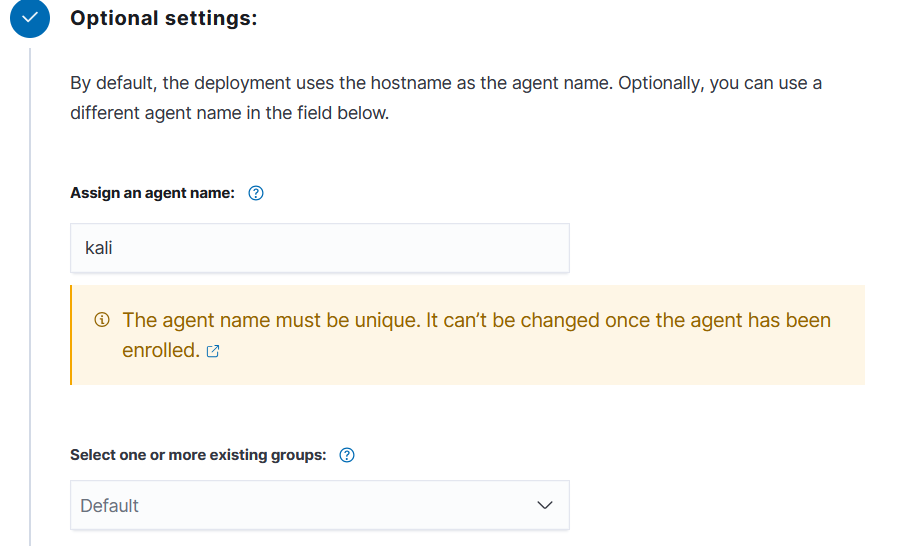 Optional settings:
By default, the deployment uses the hostname as the agent name. Optionally, you can use a
different agent name in the field below.
Assign an agent name:
kali
The agent name must be unique. It can’t be changed once the agent has been
enrolled.
Select one or more existing groups:
Default